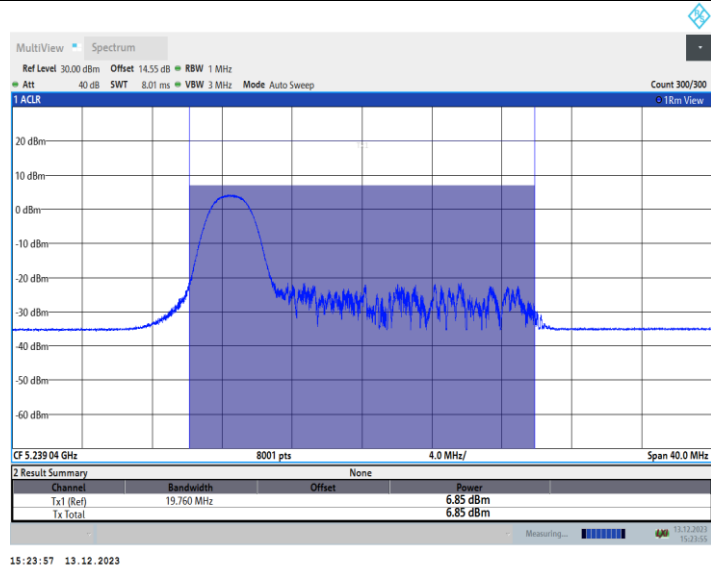 MultiView Spectrum
Ref Level 30.00 dBm Offset 14.55 dB RBW 1 MHz
Att 40 dB SWT 8.01 ms VBW 3 MHz Mode Auto Sweep Count 300/300
1 ACLR 1Rm View
20 dBm
10 dBm
0 dBm
-10 dBm
-20 dBm
-30 dBm
-40 dBm
-50 dBm
-60 dBm
CF 5.239 04 GHz 8001 pts 4.0 MHz/ Span 40.0 MHz
2 Result Summary None
Channel Bandwidth Offset Power
Tx1 (Ref) 19.760 MHz 6.85 dBm
Tx Total 6.85 dBm
Measuring... 13.12.2023
15:23:55
15:23:57 13.12.2023